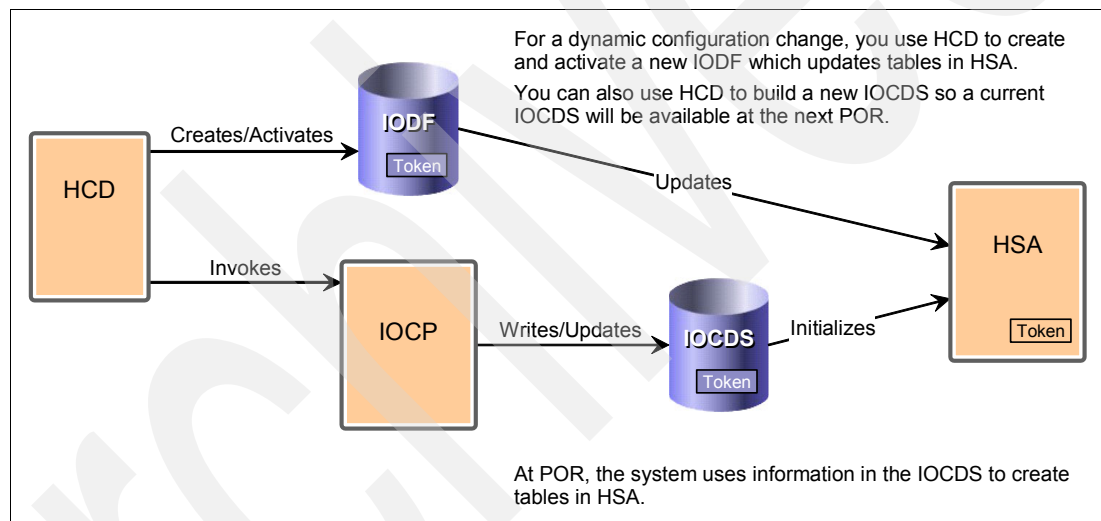 For a dynamic configuration change, you use HCD to create
and activate a new IODF which updates tables in HSA.
You can also use HCD to build a new IOCDS so a current
IOCDS will be available at the next POR.
Creates/Activates
IODF
Token
HCD
Updates
HSA
Invokes
IOCP
Writes/Updates
IOCDS
Initializes
Token
Token
At POR, the system uses information in the IOCDS to create
tables in HSA.